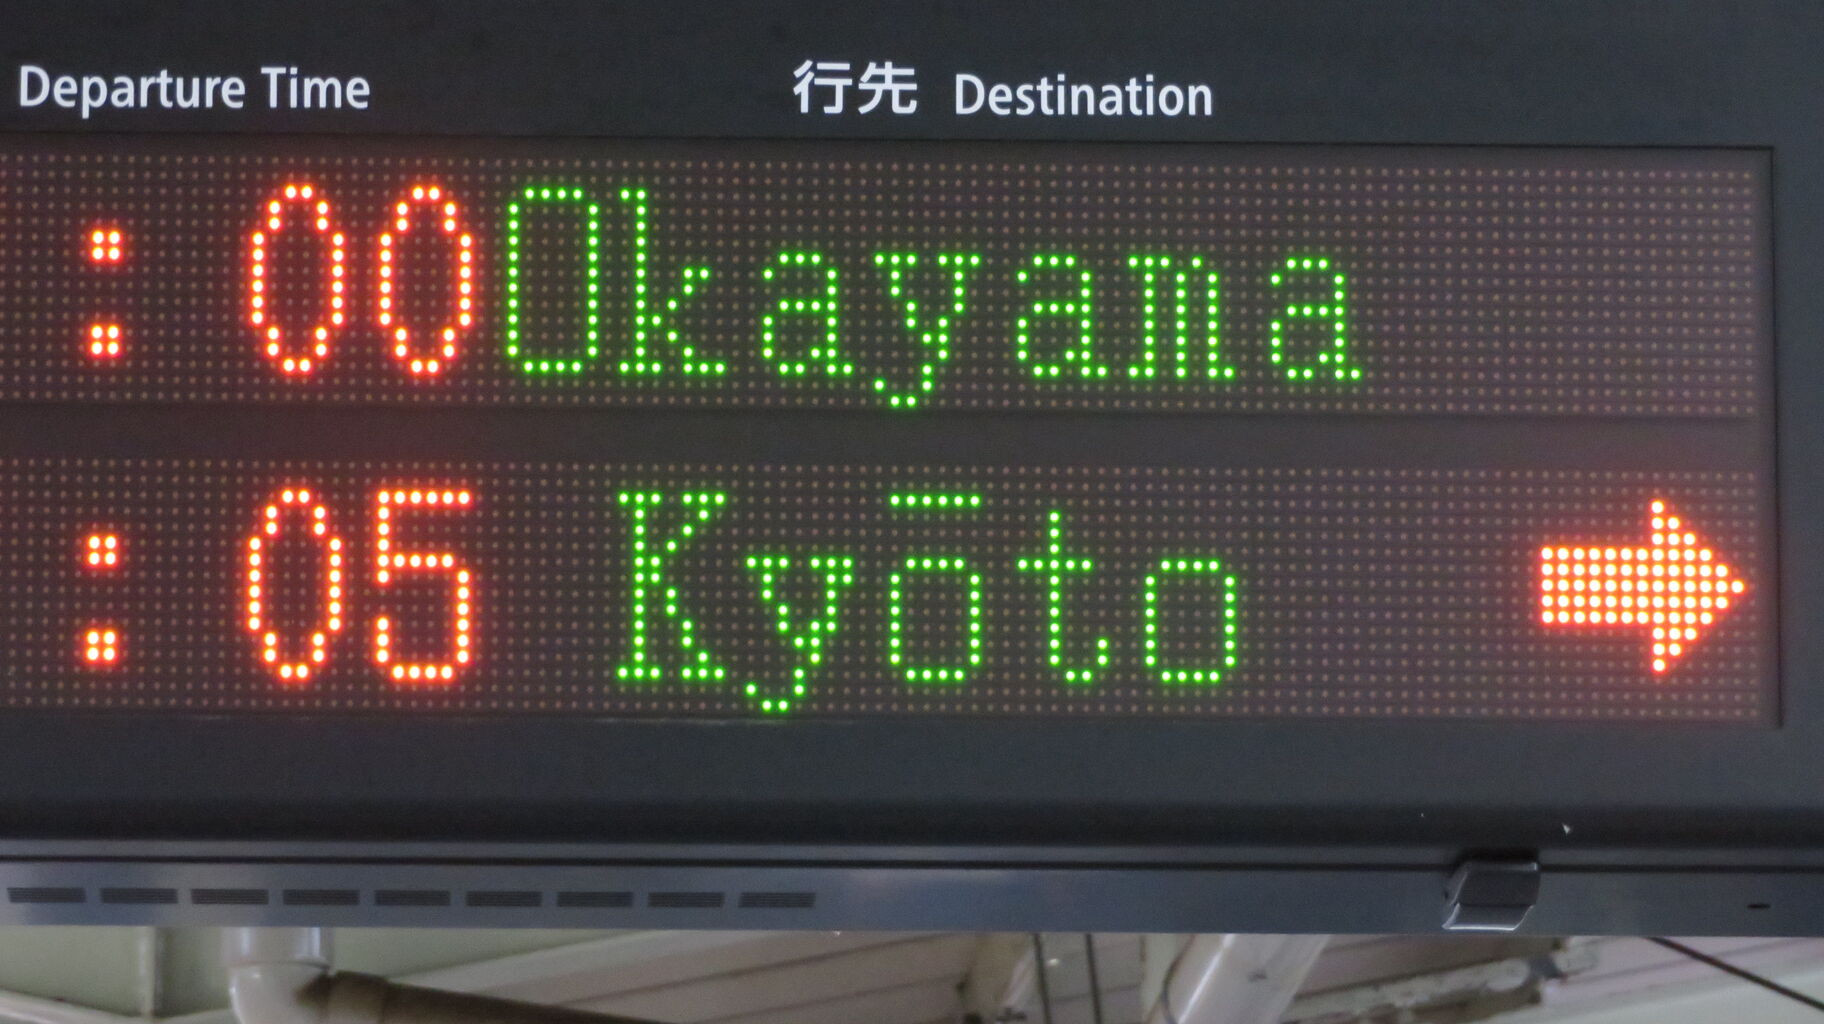 Departure Time 行先 Destination
:00 Okayama
:05 Kyōto →